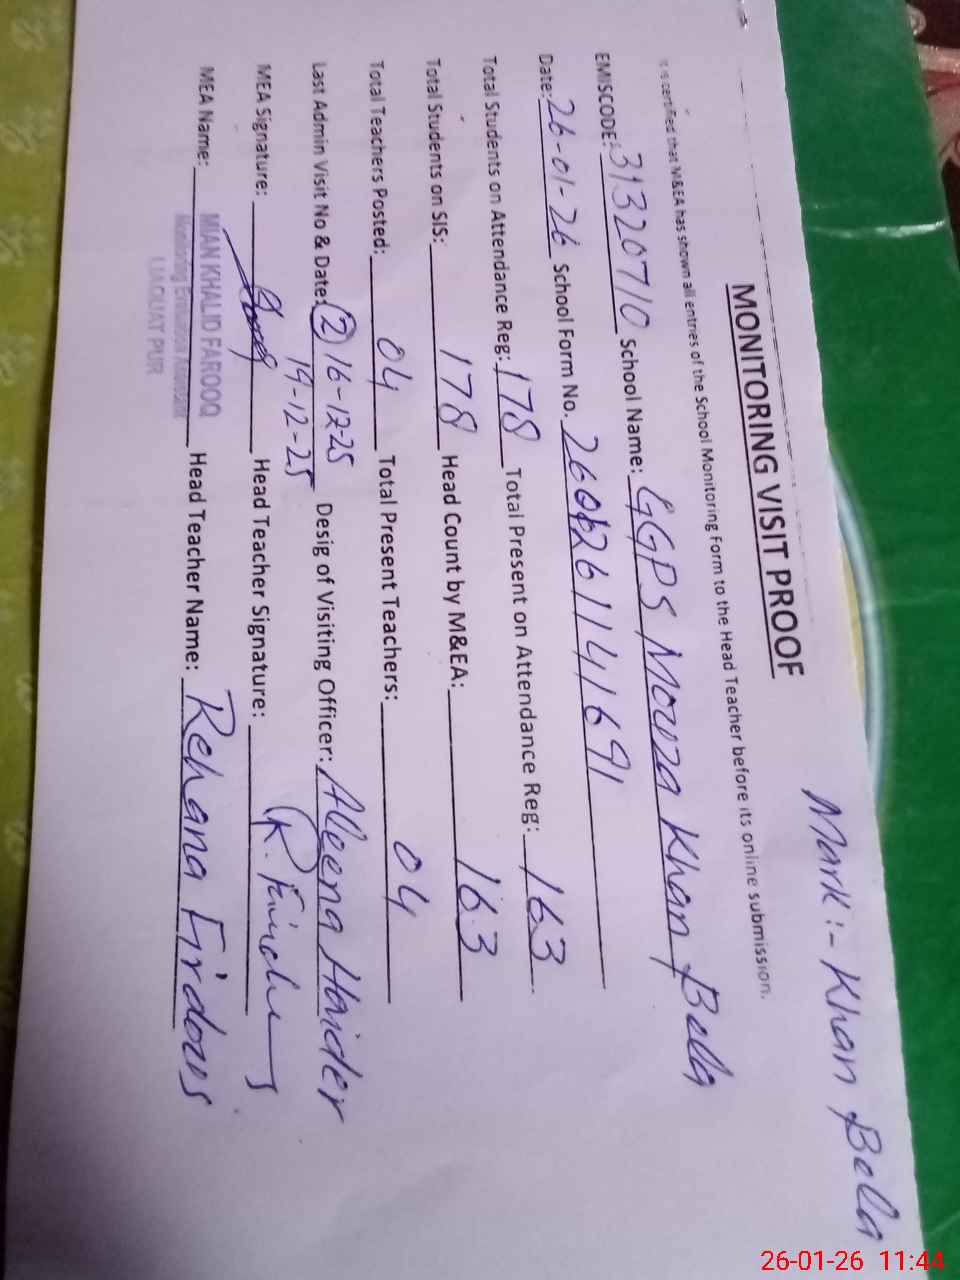 Mark:- Khan Bela
MONITORING VISIT PROOF
It is certified that M&EA has shown all entries of the School Monitoring Form to the Head Teacher before its online submission.
EMISCODE: 31320710 School Name: GGPS Mouza Khan Bela
Date: 26-01-26 School Form No. 2601261141691
Total Students on Attendance Reg: 178 Total Present on Attendance Reg: 163
Total Students on SIS: 178 Head Count by M&EA: 163
Total Teachers Posted: 04 Total Present Teachers: 04
Last Admin Visit No & Date: (2) 16-12-25 Desig of Visiting Officer: Aleena Haider
19-12-25
MEA Signature: Head Teacher Signature:
MEA Name: MIAN KHALID FAROOQ Head Teacher Name: Rehana Firdous
Monitoring Evaluation Assistant
LIAQUAT PUR
26-01-26 11:44